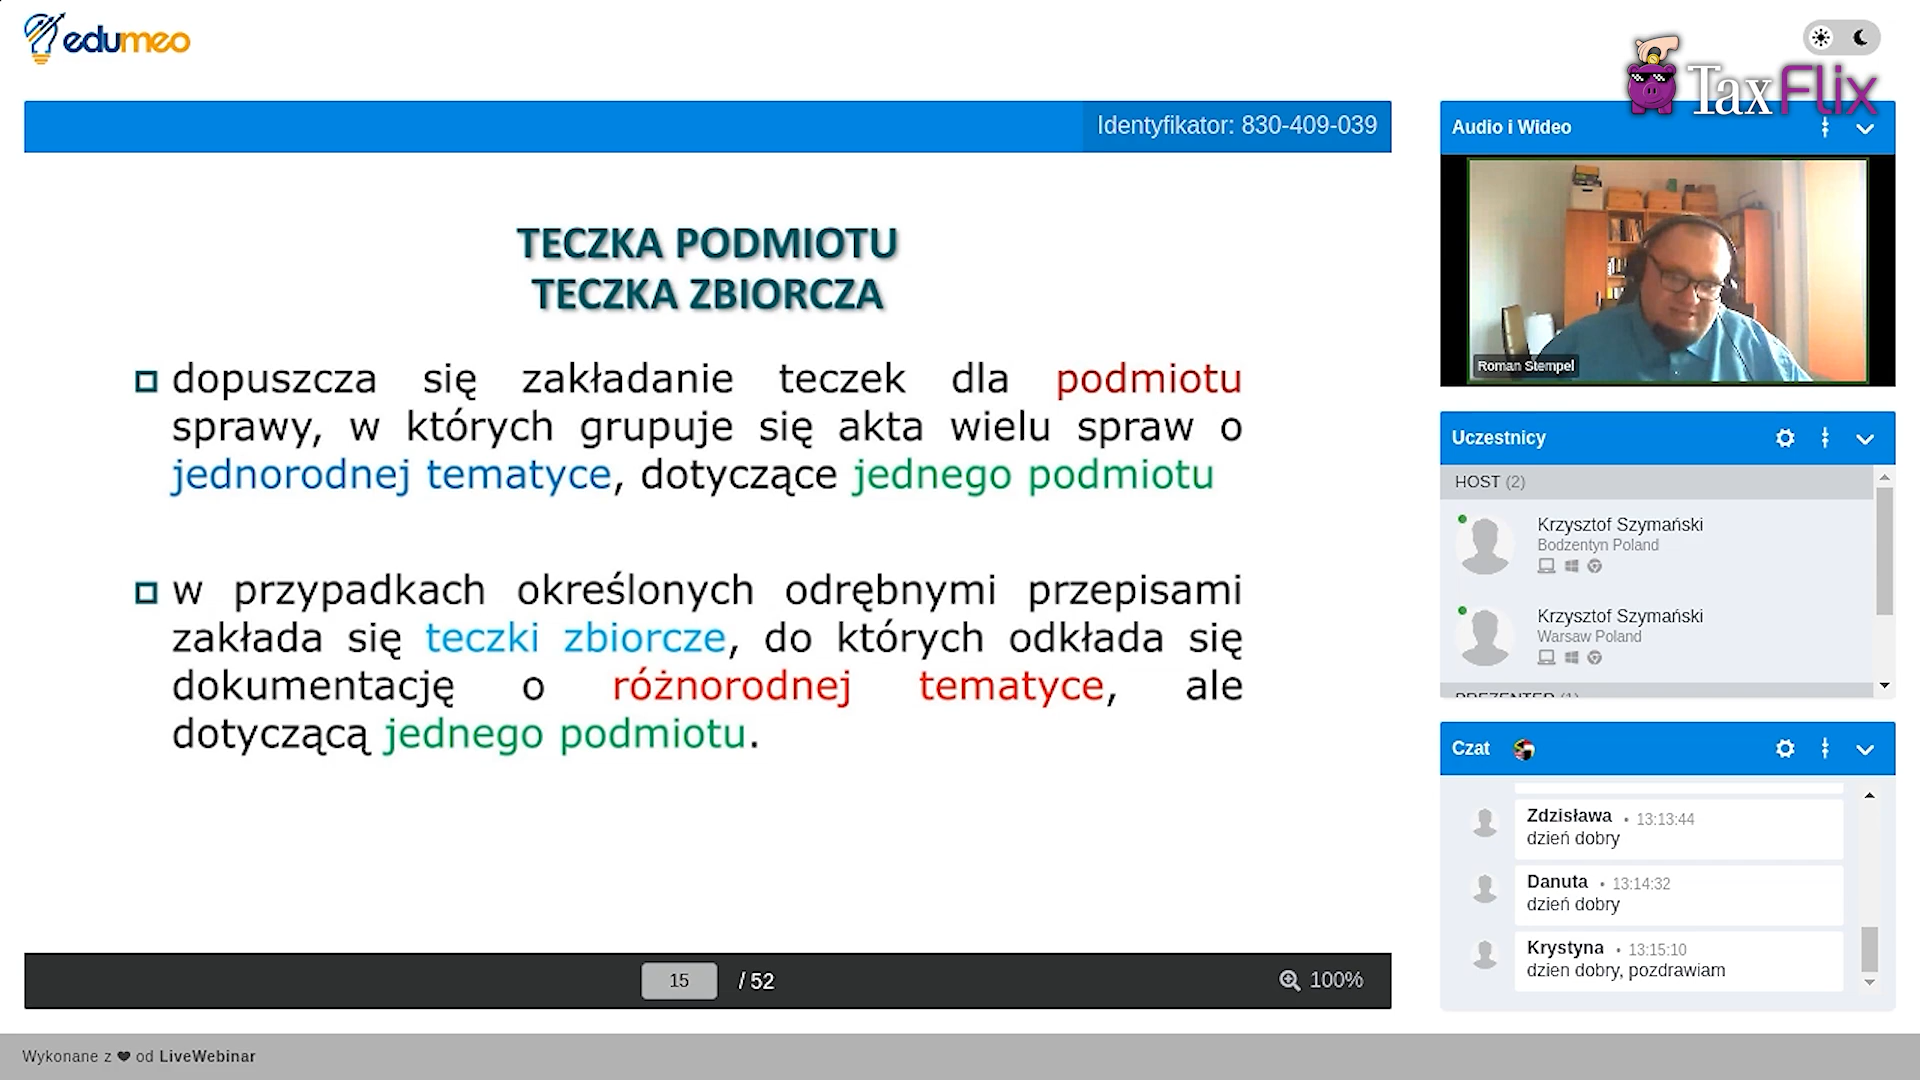 edumeo
TaxFlix
Identyfikator: 830-409-039
TECZKA PODMIOTU
TECZKA ZBIORCZA
dopuszcza się zakładanie teczek dla podmiotu
sprawy, w których grupuje się akta wielu spraw o
jednorodnej tematyce, dotyczące jednego podmiotu
w przypadkach określonych odrębnymi przepisami
zakłada się teczki zbiorcze, do których odkłada się
dokumentację o różnorodnej tematyce, ale
dotyczącą jednego podmiotu.
15 / 52
100%
Audio i Wideo
Roman Stempel
Uczestnicy
HOST (2)
Krzysztof Szymański
Bodzentyn Poland
Krzysztof Szymański
Warsaw Poland
PREZENTER (1)
Czat
Zdzisława • 13:13:44
dzień dobry
Danuta • 13:14:32
dzień dobry
Krystyna • 13:15:10
dzien dobry, pozdrawiam
Wykonane z ❤ od LiveWebinar